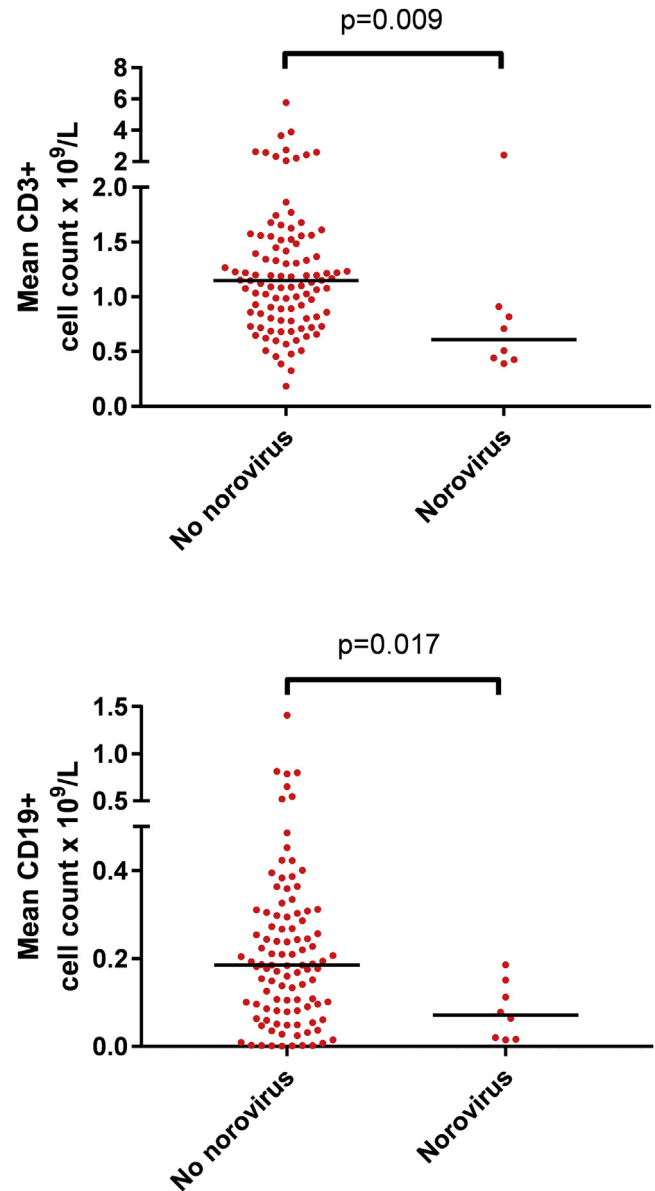 p=0.009
Mean CD3+
cell count x 10⁹/L
8
6
4
2
2.0
1.5
1.0
0.5
0.0
No norovirus
Norovirus
p=0.017
Mean CD19+
cell count x 10⁹/L
1.5
1.0
0.5
0.4
0.2
0.0
No norovirus
Norovirus